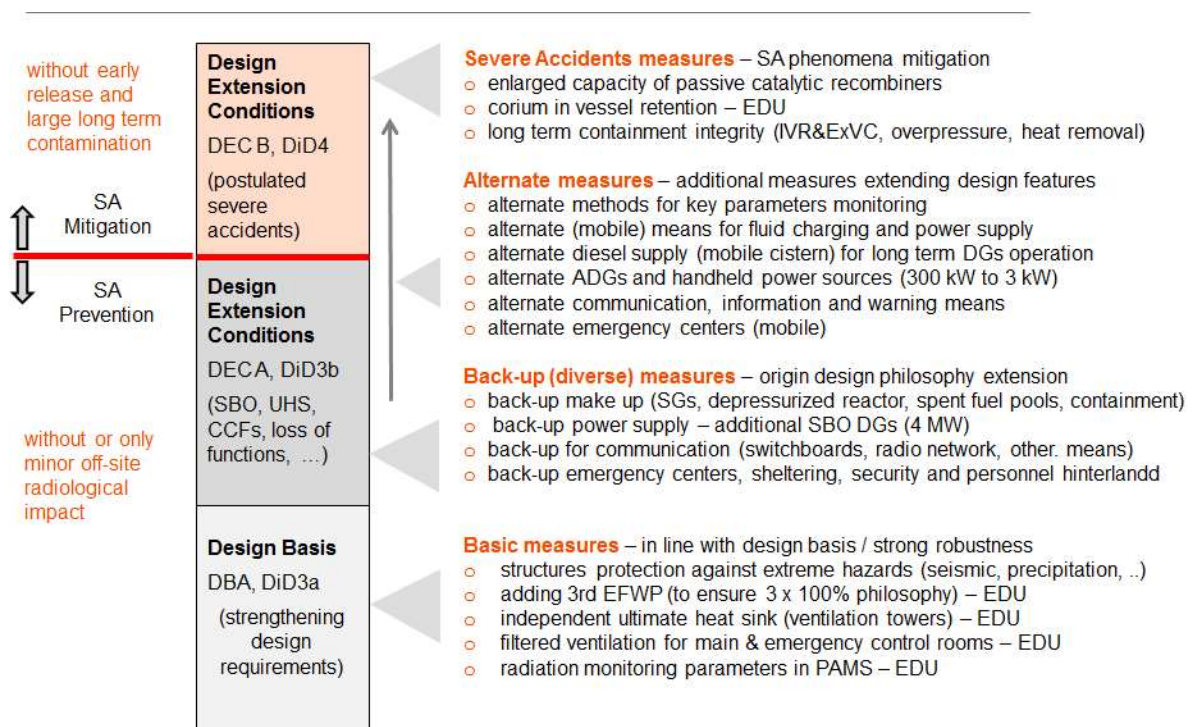 without early
release and
large long term
contamination
SA
Mitigation
SA
Prevention
without or only
minor off-site
radiological
impact
Design
Extension
Conditions
DEC B, DiD4
(postulated
severe
accidents)
Design
Extension
Conditions
DEC A, DiD3b
(SBO, UHS,
CCFs, loss of
functions, …)
Design Basis
DBA, DiD3a
(strengthening
design
requirements)
Severe Accidents measures – SA phenomena mitigation
o enlarged capacity of passive catalytic recombiners
o corium in vessel retention – EDU
o long term containment integrity (IVR&ExVC, overpressure, heat removal)
Alternate measures – additional measures extending design features
o alternate methods for key parameters monitoring
o alternate (mobile) means for fluid charging and power supply
o alternate diesel supply (mobile cistern) for long term DGs operation
o alternate ADGs and handheld power sources (300 kW to 3 kW)
o alternate communication, information and warning means
o alternate emergency centers (mobile)
Back-up (diverse) measures – origin design philosophy extension
o back-up make up (SGs, depressurized reactor, spent fuel pools, containment)
o back-up power supply – additional SBO DGs (4 MW)
o back-up for communication (switchboards, radio network, other. means)
o back-up emergency centers, sheltering, security and personnel hinterlandd
Basic measures – in line with design basis / strong robustness
o structures protection against extreme hazards (seismic, precipitation, ..)
o adding 3rd EFWP (to ensure 3 x 100% philosophy) – EDU
o independent ultimate heat sink (ventilation towers) – EDU
o filtered ventilation for main & emergency control rooms – EDU
o radiation monitoring parameters in PAMS – EDU